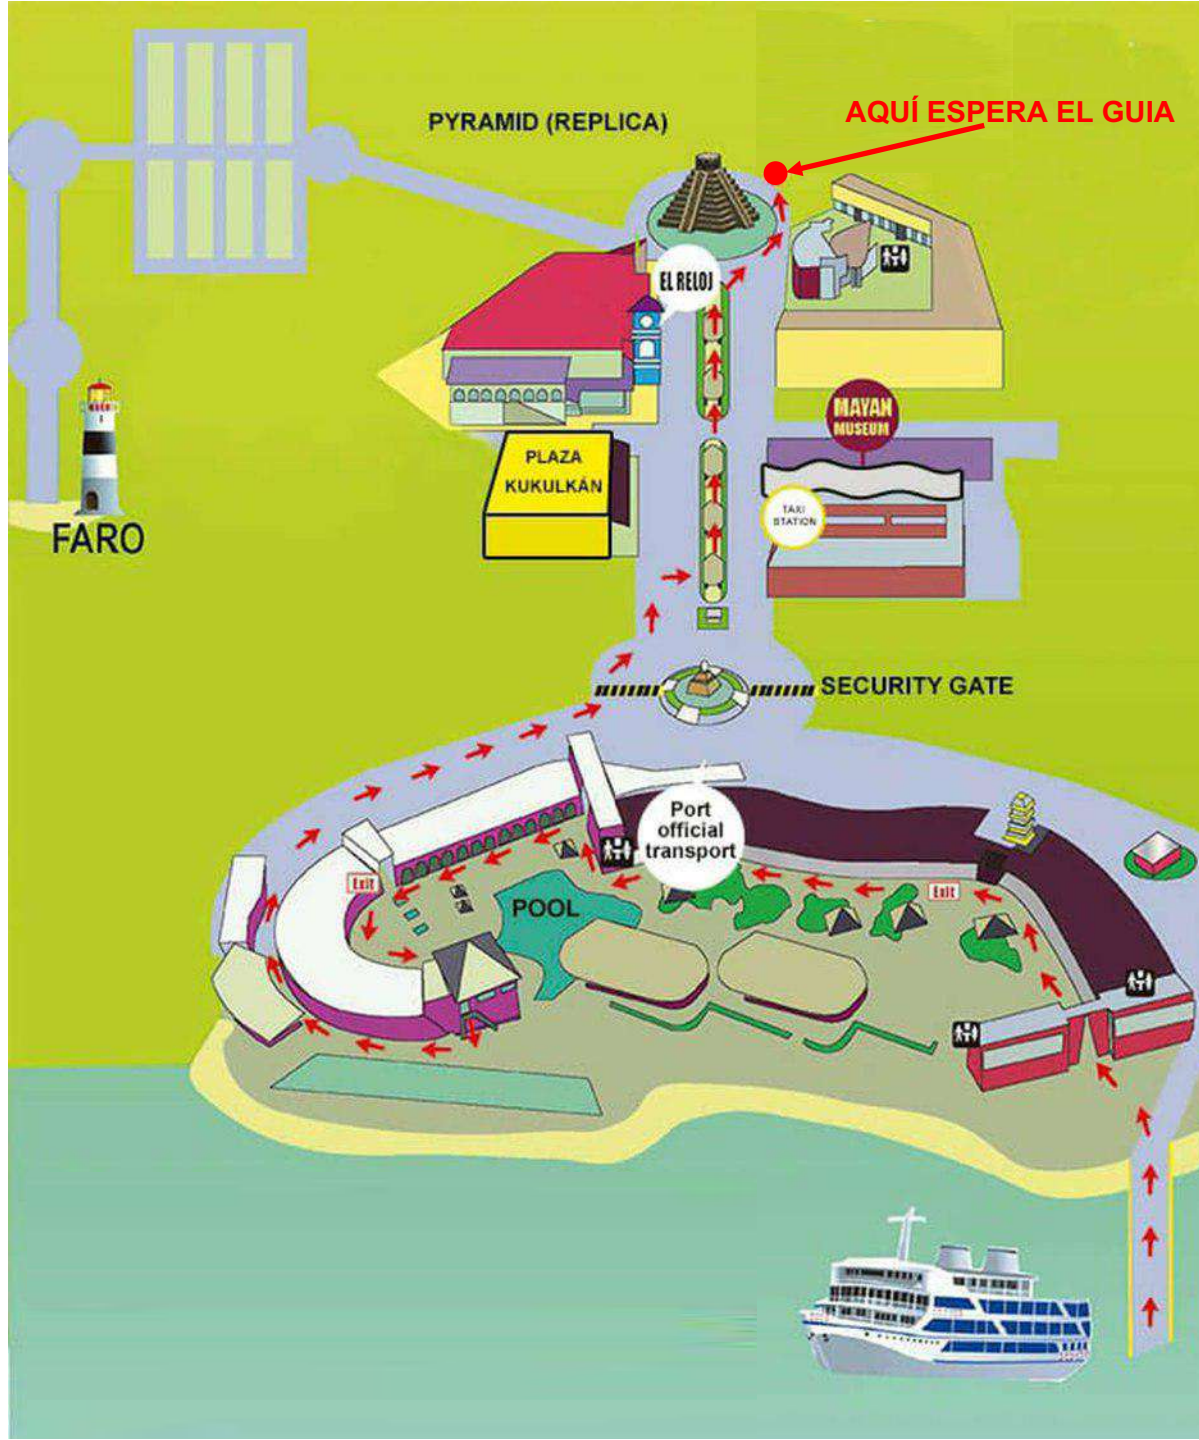 AQUÍ ESPERA EL GUIA
PYRAMID (REPLICA)
EL RELOJ
MAYAN
MUSEUM
PLAZA
KUKULKÁN
TAXI
STATION
FARO
SECURITY GATE
Port
official
transport
Exit
Exit
POOL